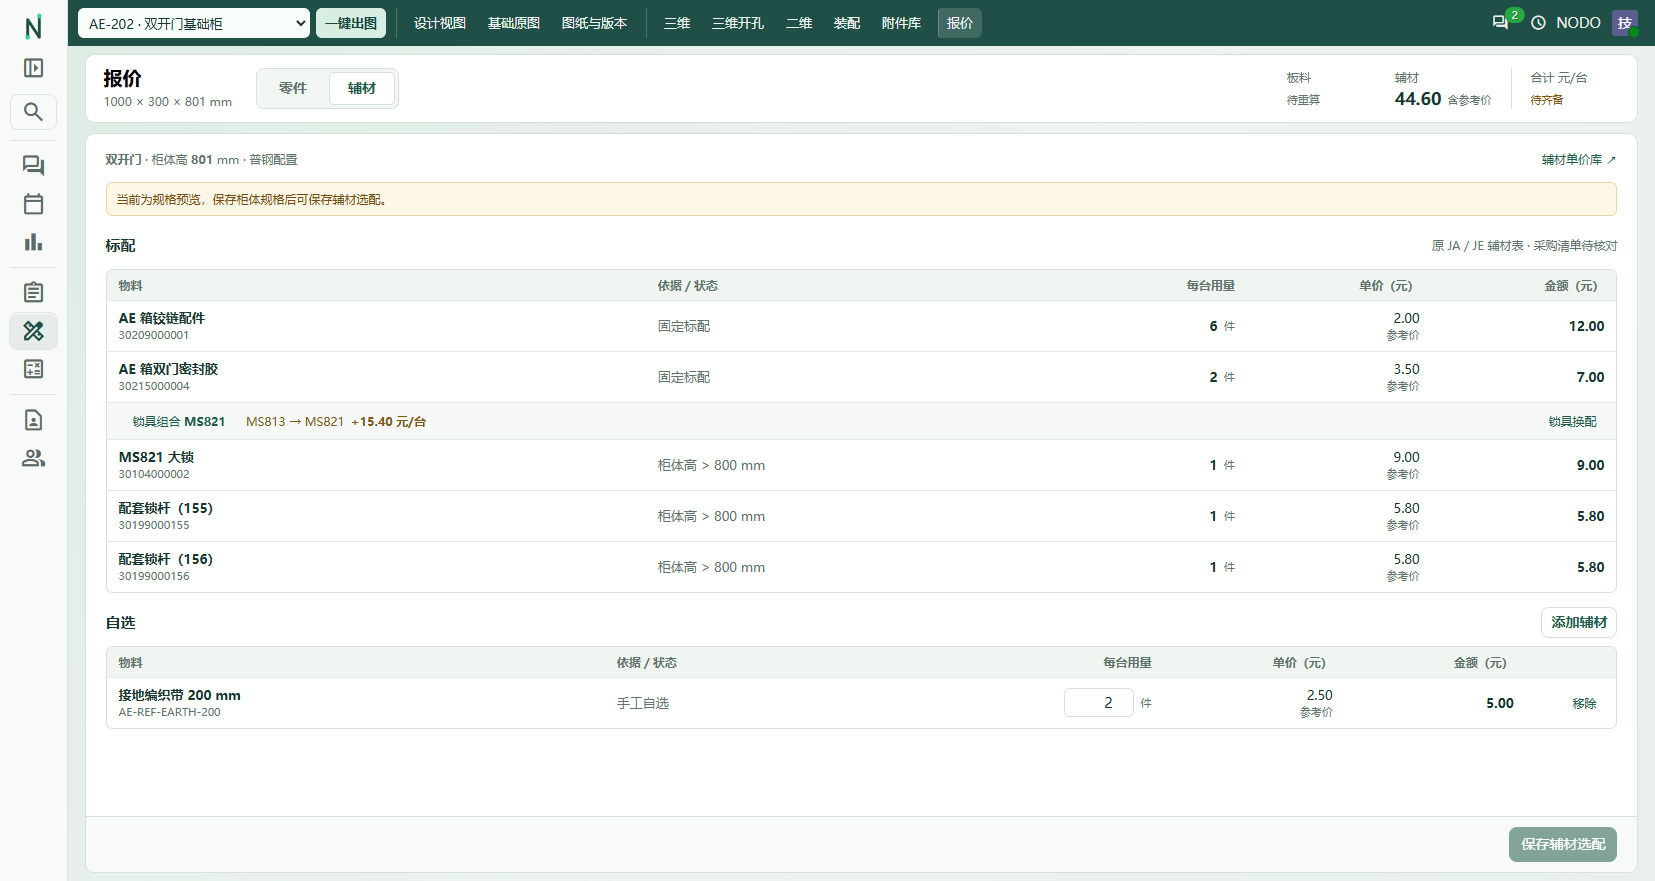 N
AE-202 · 双开门基础柜
一键出图
设计视图
基础原图
图纸与版本
三维
三维开孔
二维
装配
附件库
报价
2
NODO
技
报价
1000 × 300 × 801 mm
零件
辅材
板料
待重算
辅材
44.60 含参考价
合计 元/台
待齐备
双开门 · 柜体高 801 mm · 普钢配置
辅材单价库 ↗
当前为规格预览，保存柜体规格后可保存辅材选配。
标配
原 JA / JE 辅材表 · 采购清单待核对
物料 依据 / 状态 每台用量 单价（元） 金额（元）
AE 箱铰链配件
30209000001
固定标配
6 件
2.00
参考价
12.00
AE 箱双门密封胶
30215000004
固定标配
2 件
3.50
参考价
7.00
锁具组合 MS821 MS813 → MS821 +15.40 元/台
锁具换配
MS821 大锁
30104000002
柜体高 > 800 mm
1 件
9.00
参考价
9.00
配套锁杆（155）
30199000155
柜体高 > 800 mm
1 件
5.80
参考价
5.80
配套锁杆（156）
30199000156
柜体高 > 800 mm
1 件
5.80
参考价
5.80
自选
添加辅材
物料 依据 / 状态 每台用量 单价（元） 金额（元）
接地编织带 200 mm
AE-REF-EARTH-200
手工自选
2 件
2.50
参考价
5.00
移除
保存辅材选配